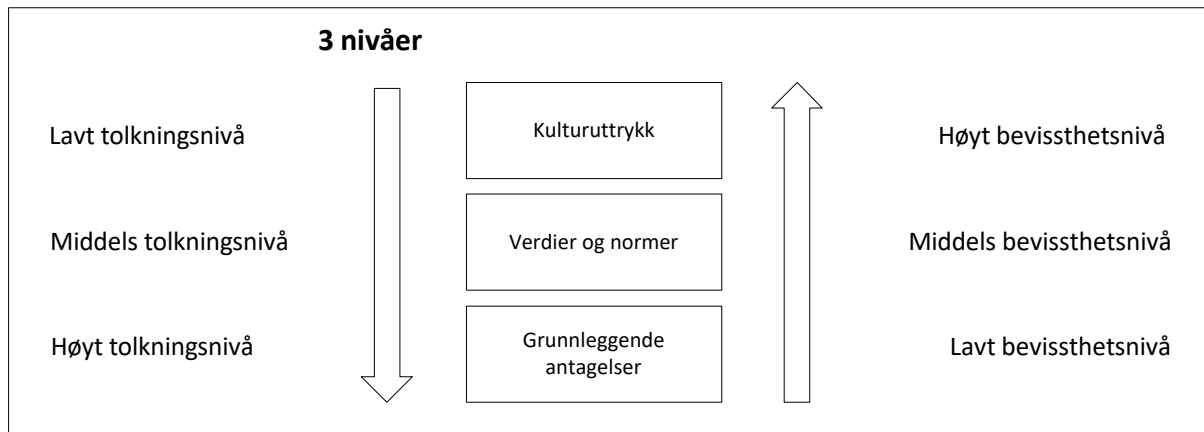 3 nivåer
Lavt tolkningsnivå
Kulturuttrykk
Høyt bevissthetsnivå
Middels tolkningsnivå
Verdier og normer
Middels bevissthetsnivå
Høyt tolkningsnivå
Grunnleggende
antagelser
Lavt bevissthetsnivå